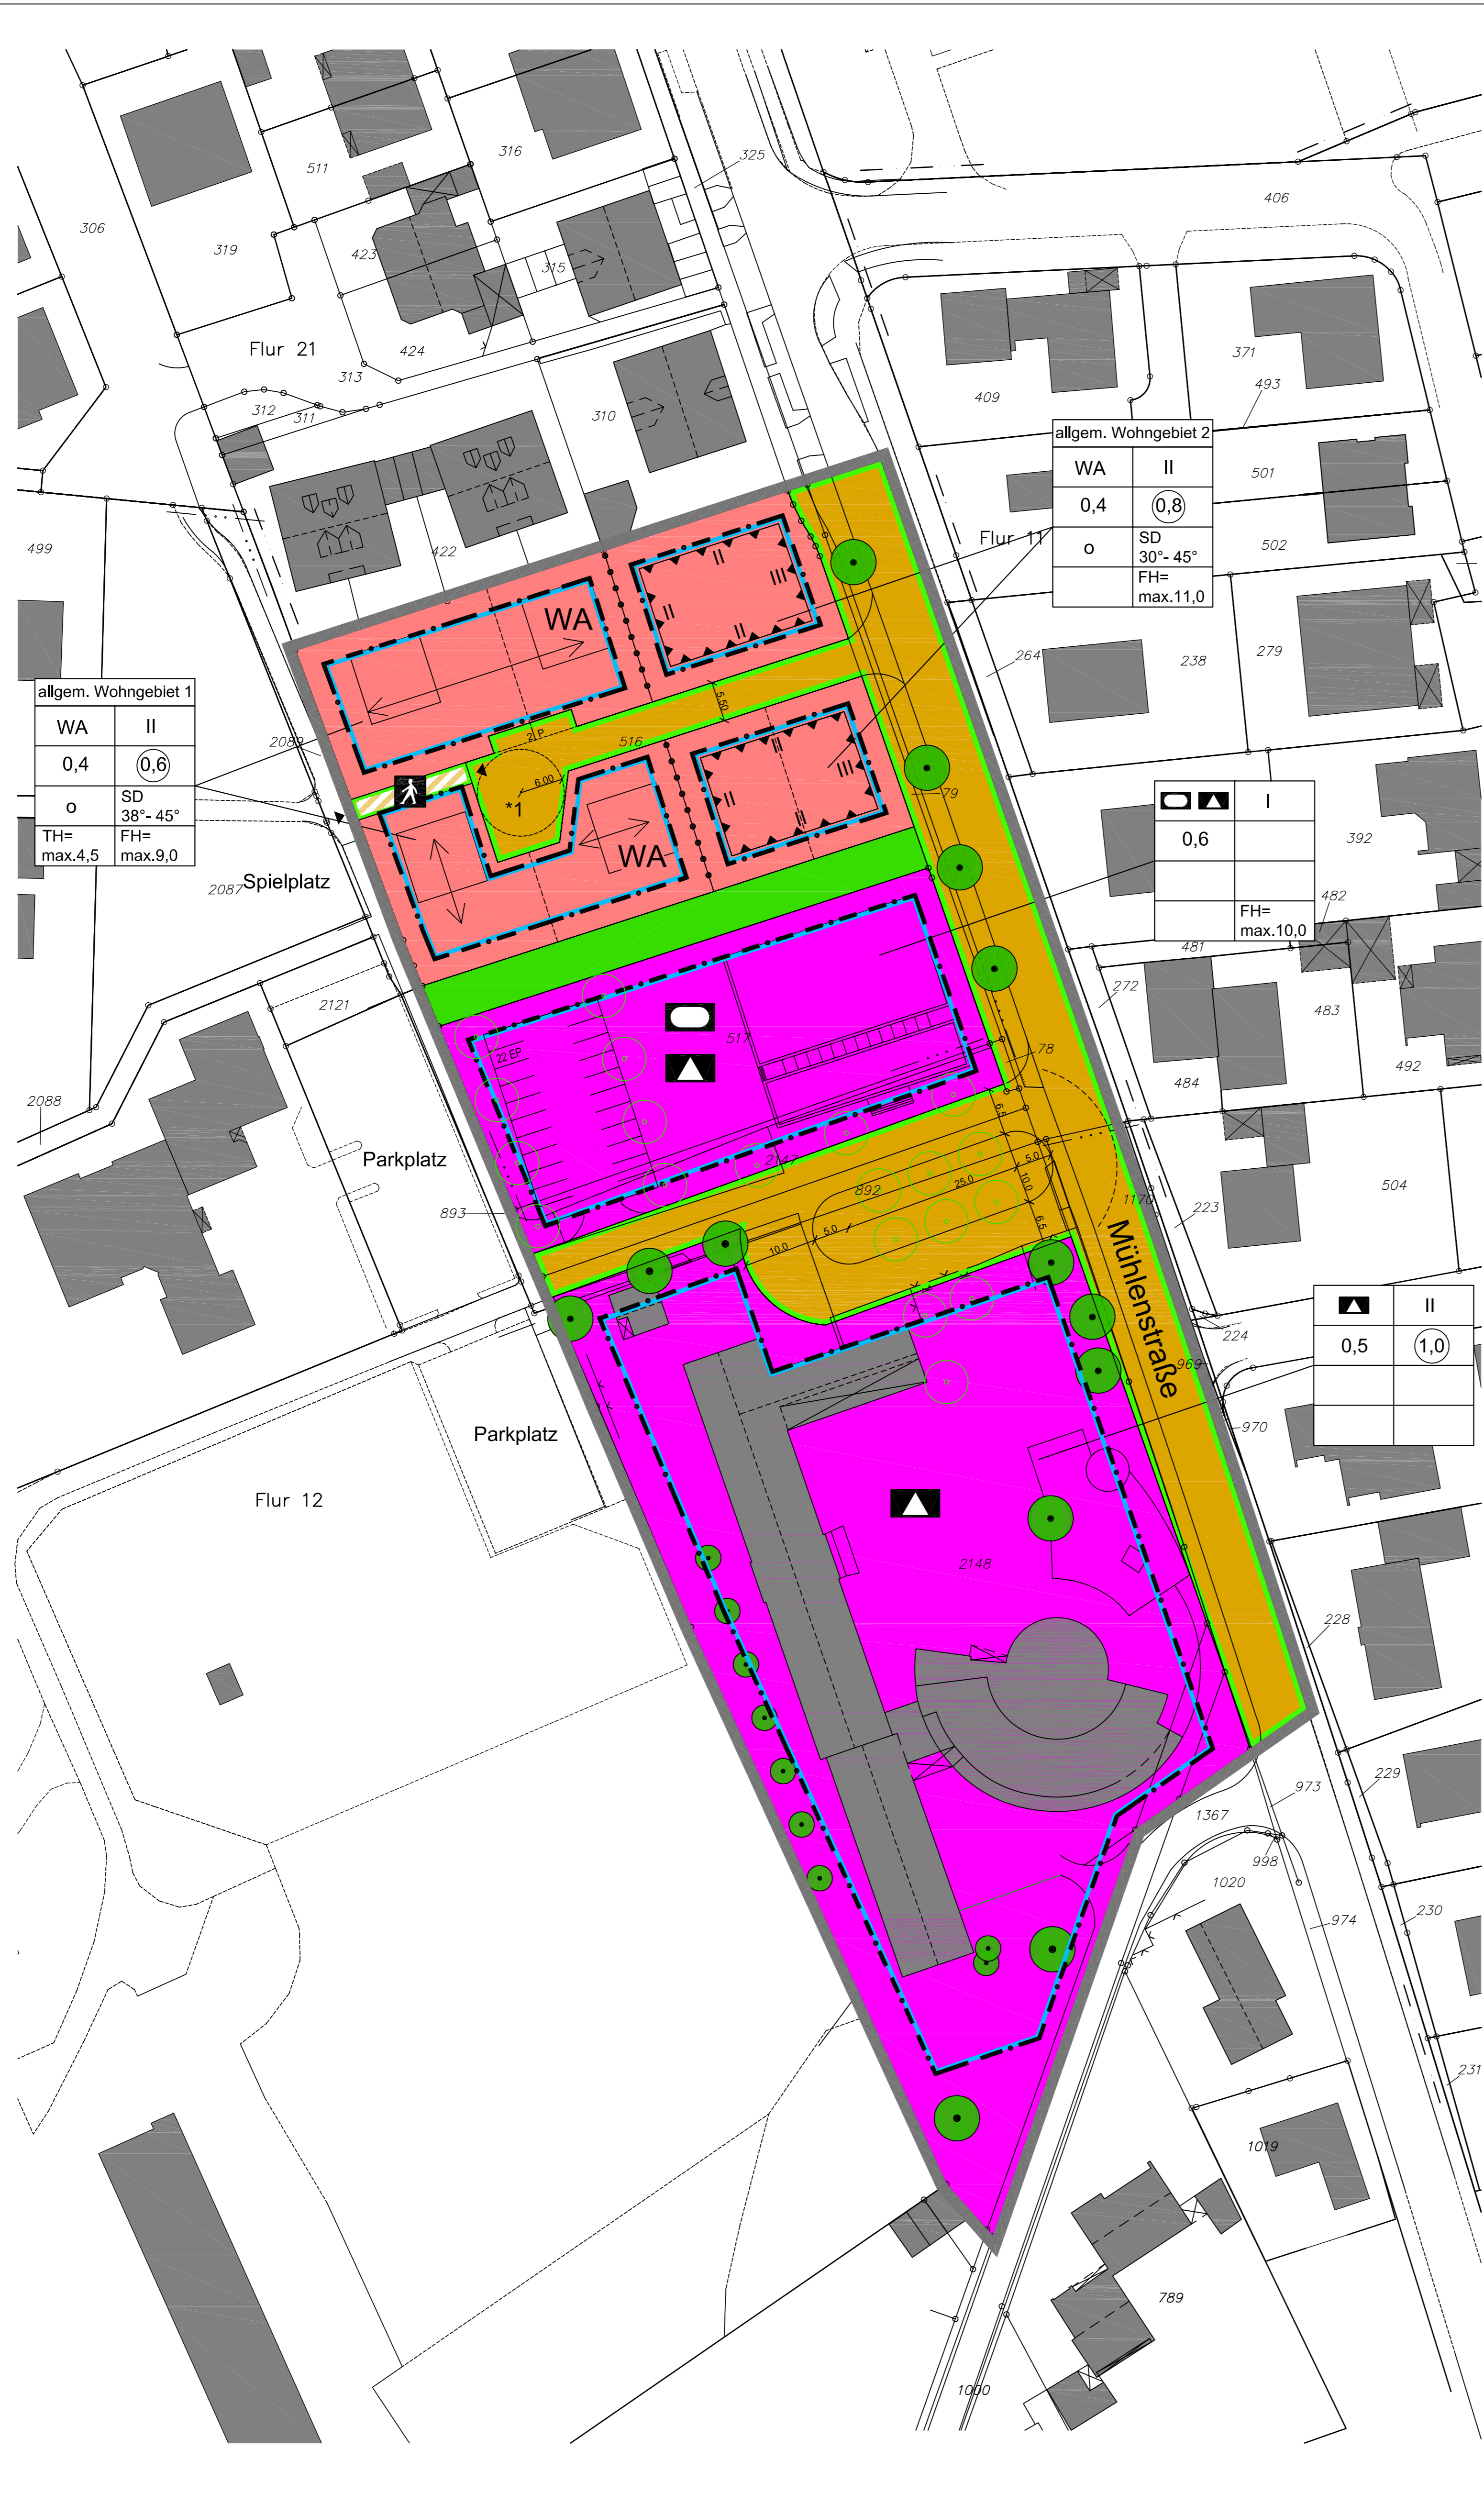 325
316
511
406
306
319
423
315
Flur 21
424
313
371
493
409
312
311
310
allgem. Wohngebiet 2
WA
II
0,4
0,8
o
SD
30°- 45°
FH=
max.11,0
501
499
422
Flur 11
502
II
III
II
II
WA
264
238
279
allgem. Wohngebiet 1
WA
II
0,4
0,6
o
SD
38°- 45°
TH=
max.4,5
FH=
max.9,0
2089
5.50
2 P
516
6.00
*1
II
III
II
II
WA
79
I
0,6
FH=
max.10,0
392
482
2087
Spielplatz
481
272
483
2121
517
22 EP
78
484
492
2088
6.5
Parkplatz
2147
892
5.0
25.0
10.0
893
1170
223
504
5.0
10.0
6.5
Mühlenstraße
II
0,5
1,0
224
969
970
Parkplatz
Flur 12
2148
228
229
973
1367
998
1020
974
230
231
1019
789
1000